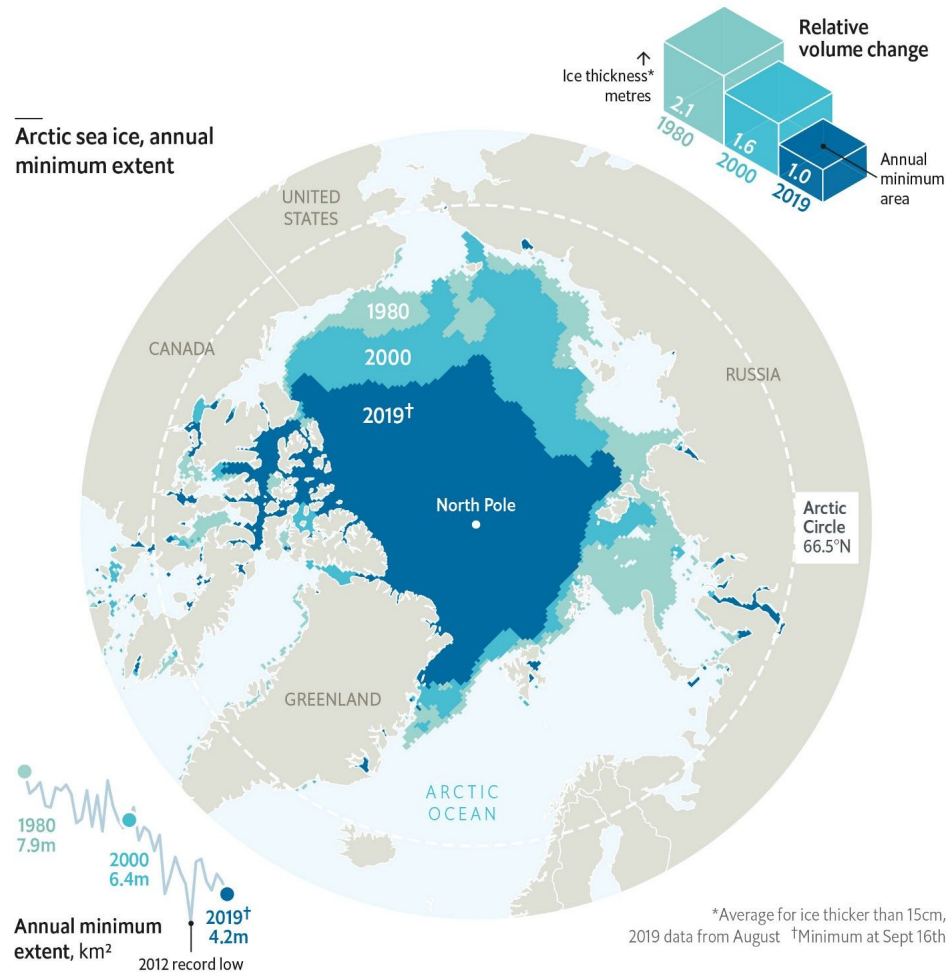 Arctic sea ice, annual
minimum extent
Relative
volume change
↑
Ice thickness*
metres
2.1
1980
1.6
2000
1.0
2019
Annual
minimum
area
UNITED
STATES
CANADA
RUSSIA
1980
2000
2019†
North Pole
Arctic
Circle
66.5°N
GREENLAND
ARCTIC
OCEAN
1980
7.9m
2000
6.4m
2019†
4.2m
Annual minimum
extent, km²
2012 record low
*Average for ice thicker than 15cm,
2019 data from August †Minimum at Sept 16th